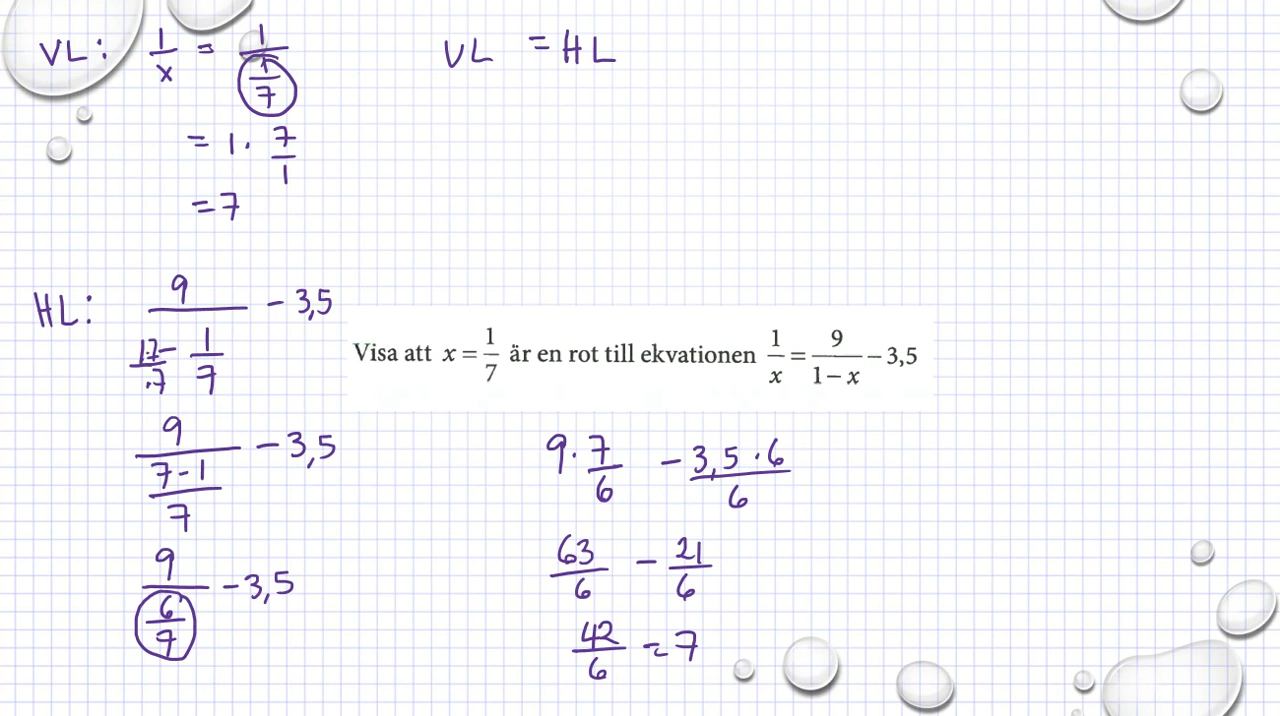 VL: 1/x = 1/(1/7)
= 1 · 7/1
= 7
VL = HL
HL: 9/(1·7/·7 - 1/7) - 3,5
9/((7-1)/7) - 3,5
9/(6/7) - 3,5
Visa att x = 1/7 är en rot till ekvationen 1/x = 9/(1-x) - 3,5
9 · 7/6 - 3,5 · 6/6
63/6 - 21/6
42/6 = 7